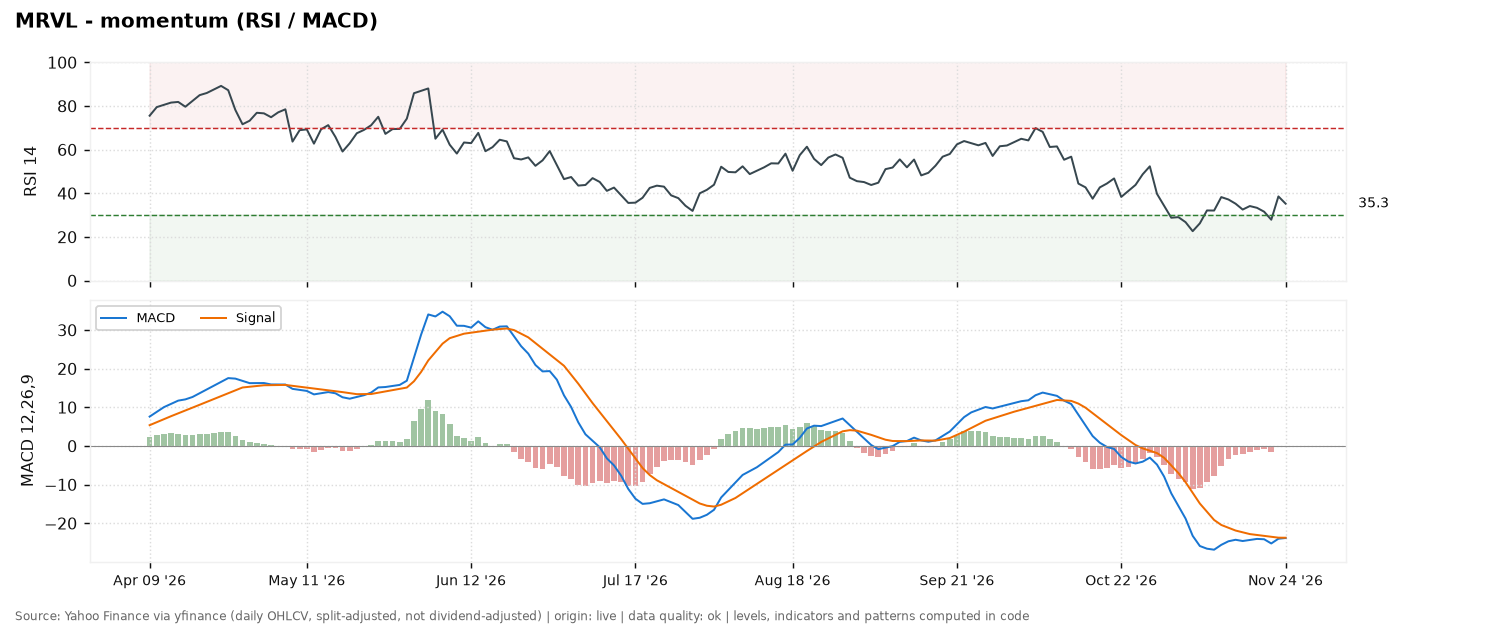 MRVL - momentum (RSI / MACD)
100
80
60
40
20
0
RSI 14
35.3
MACD
Signal
30
20
10
0
−10
−20
MACD 12,26,9
Apr 09 '26
May 11 '26
Jun 12 '26
Jul 17 '26
Aug 18 '26
Sep 21 '26
Oct 22 '26
Nov 24 '26
Source: Yahoo Finance via yfinance (daily OHLCV, split-adjusted, not dividend-adjusted) | origin: live | data quality: ok | levels, indicators and patterns computed in code